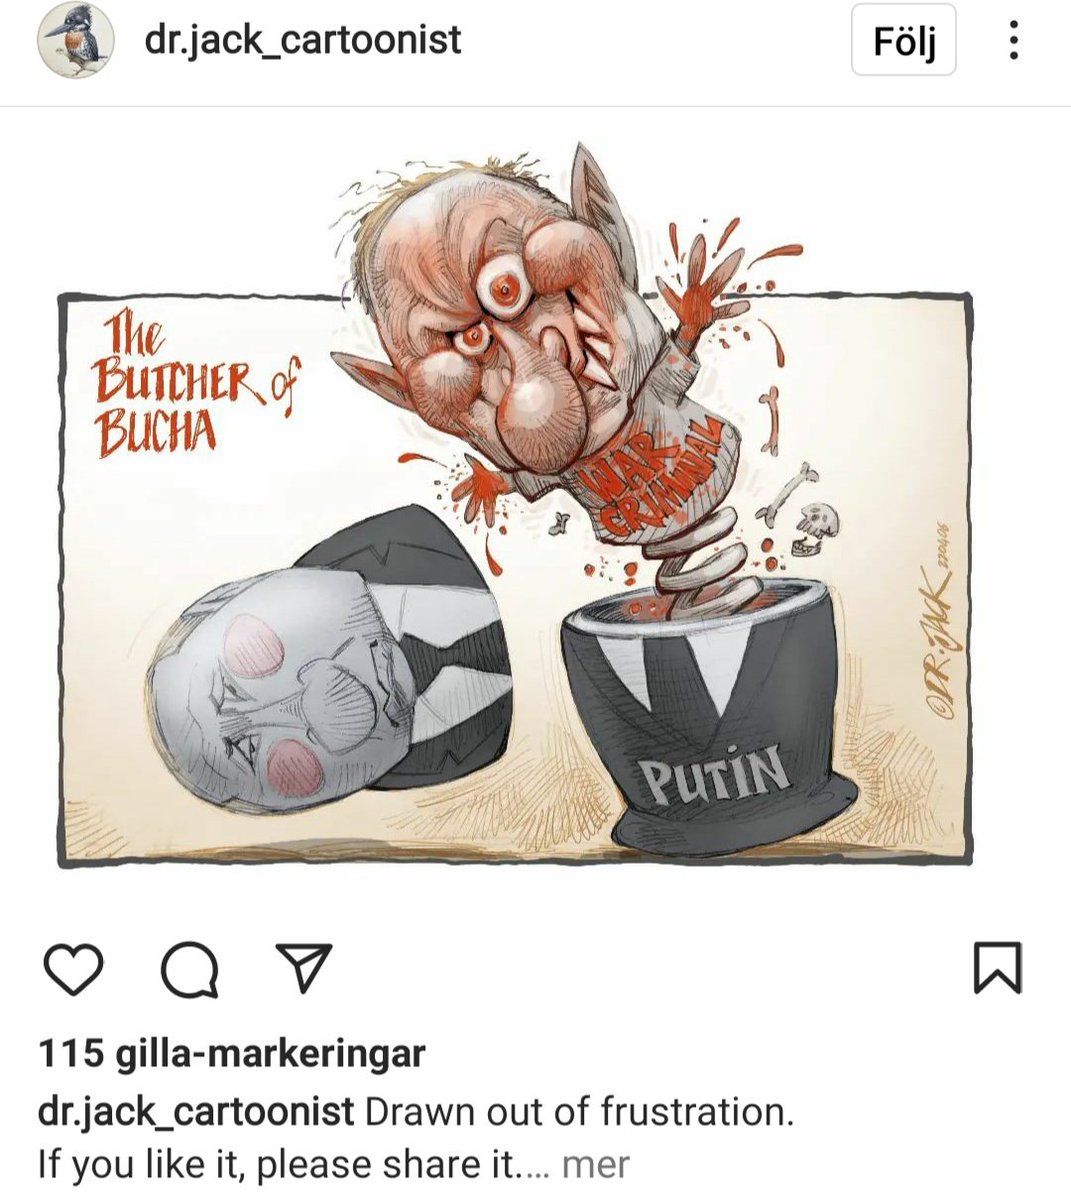 dr.jack_cartoonist
Följ
The
BUTCHER of
BUCHA
WAR
CRIMINAL
PUTIN
©DR.JACK 220406
115 gilla-markeringar
dr.jack_cartoonist Drawn out of frustration.
If you like it, please share it.... mer